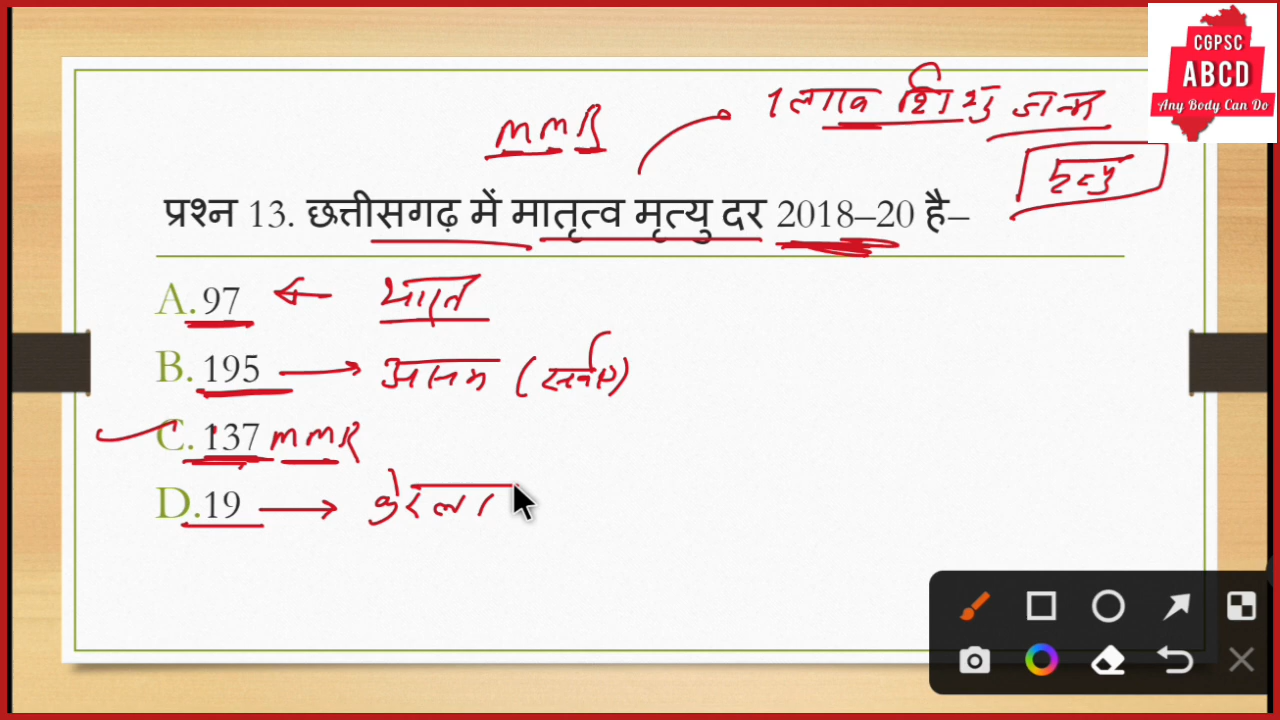 CGPSC
ABCD
Any Body Can Do
1 लाख शिशु जन्म
MMR
मृत्यु
प्रश्न 13. छत्तीसगढ़ में मातृत्व मृत्यु दर 2018–20 है–
A. 97 भारत
B. 195 असम (सर्वा)
C. 137 MMR
D. 19 केरल